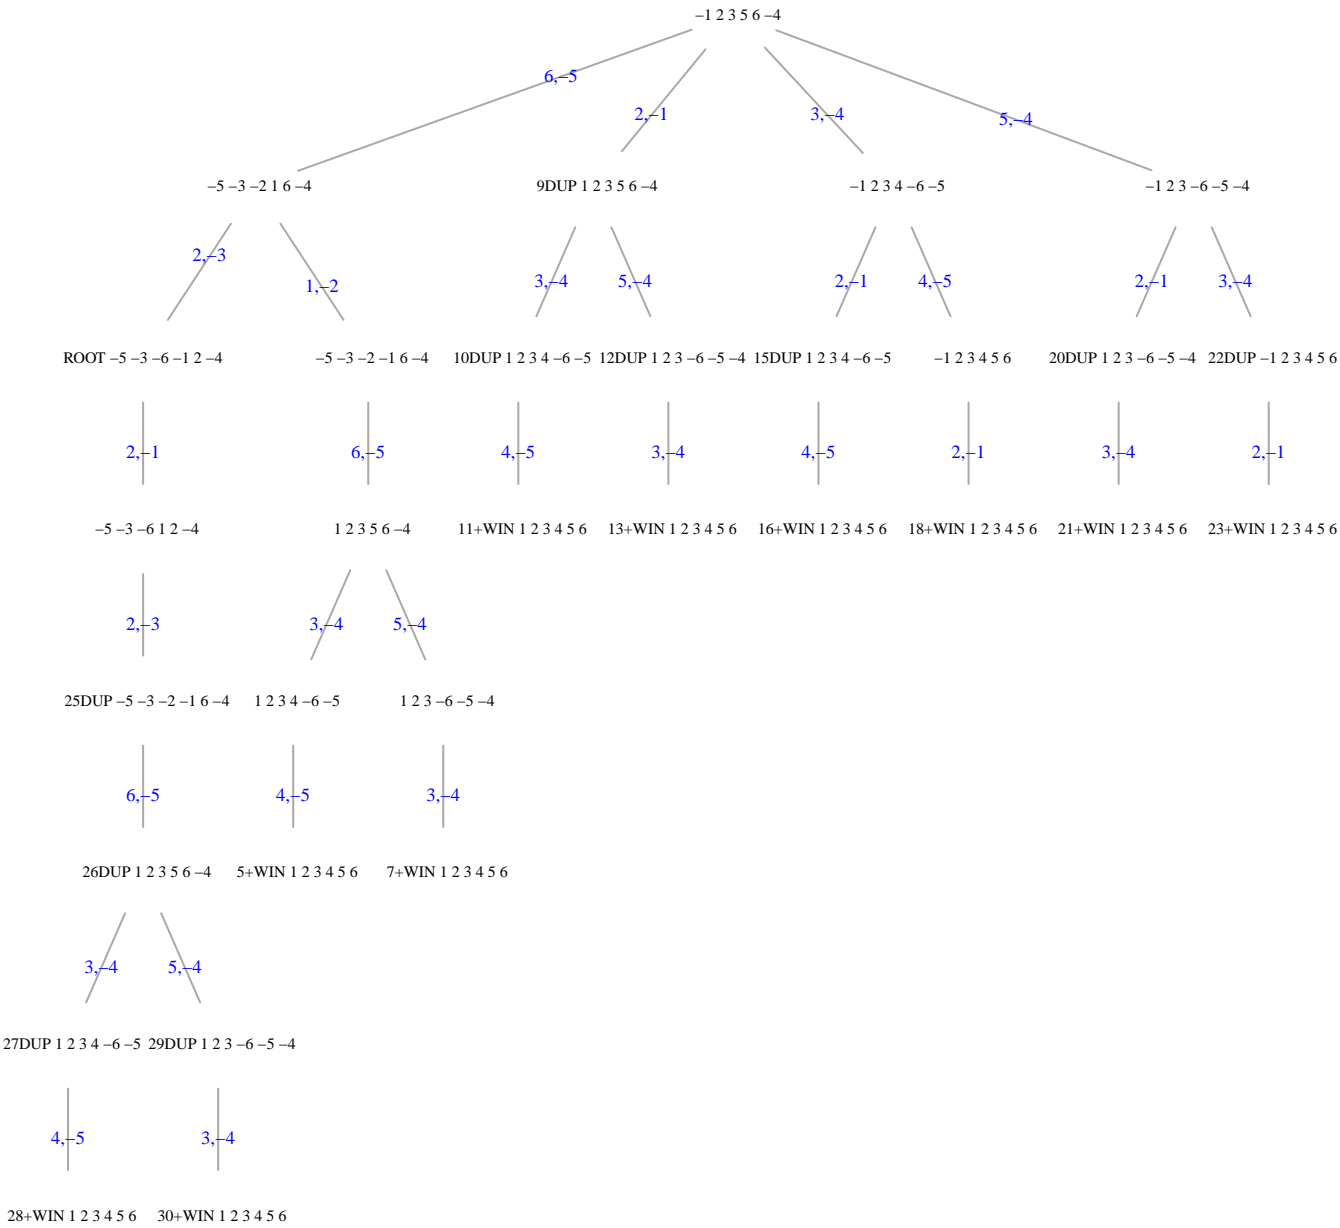 –1 2 3 5 6 –4
6,–5
2,–1
3,–4
5,–4
–5 –3 –2 1 6 –4
9DUP 1 2 3 5 6 –4
–1 2 3 4 –6 –5
–1 2 3 –6 –5 –4
2,–3
1,–2
3,–4
5,–4
2,–1
4,–5
2,–1
3,–4
ROOT –5 –3 –6 –1 2 –4
–5 –3 –2 –1 6 –4
10DUP 1 2 3 4 –6 –5
12DUP 1 2 3 –6 –5 –4
15DUP 1 2 3 4 –6 –5
–1 2 3 4 5 6
20DUP 1 2 3 –6 –5 –4
22DUP –1 2 3 4 5 6
2,–1
6,–5
4,–5
3,–4
4,–5
2,–1
3,–4
2,–1
–5 –3 –6 1 2 –4
1 2 3 5 6 –4
11+WIN 1 2 3 4 5 6
13+WIN 1 2 3 4 5 6
16+WIN 1 2 3 4 5 6
18+WIN 1 2 3 4 5 6
21+WIN 1 2 3 4 5 6
23+WIN 1 2 3 4 5 6
2,–3
3,–4
5,–4
25DUP –5 –3 –2 –1 6 –4
1 2 3 4 –6 –5
1 2 3 –6 –5 –4
6,–5
4,–5
3,–4
26DUP 1 2 3 5 6 –4
5+WIN 1 2 3 4 5 6
7+WIN 1 2 3 4 5 6
3,–4
5,–4
27DUP 1 2 3 4 –6 –5
29DUP 1 2 3 –6 –5 –4
4,–5
3,–4
28+WIN 1 2 3 4 5 6
30+WIN 1 2 3 4 5 6